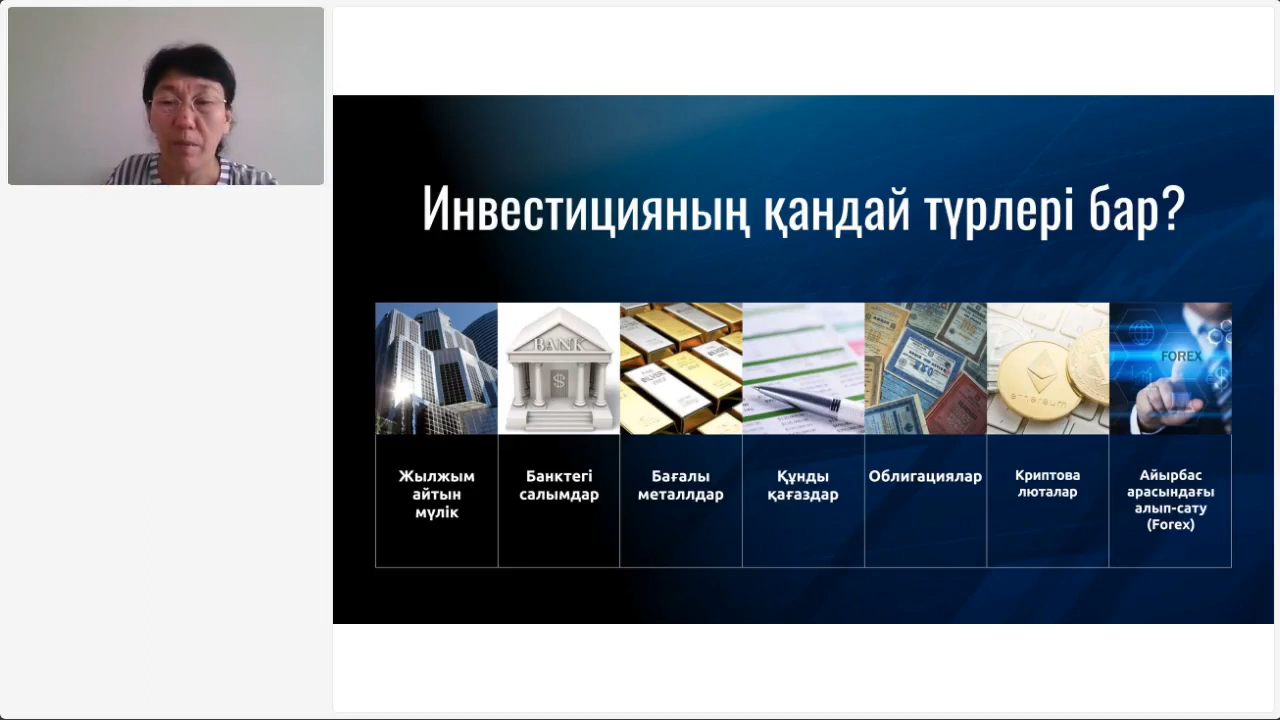 Инвестицияның қандай түрлері бар?
BANK
FOREX
ethereum
Жылжым
айтын
мүлік
Банктегі
салымдар
Бағалы
металлдар
Құнды
қағаздар
Облигациялар
Криптова
люталар
Айырбас
арасындағы
алып-сату
(Forex)